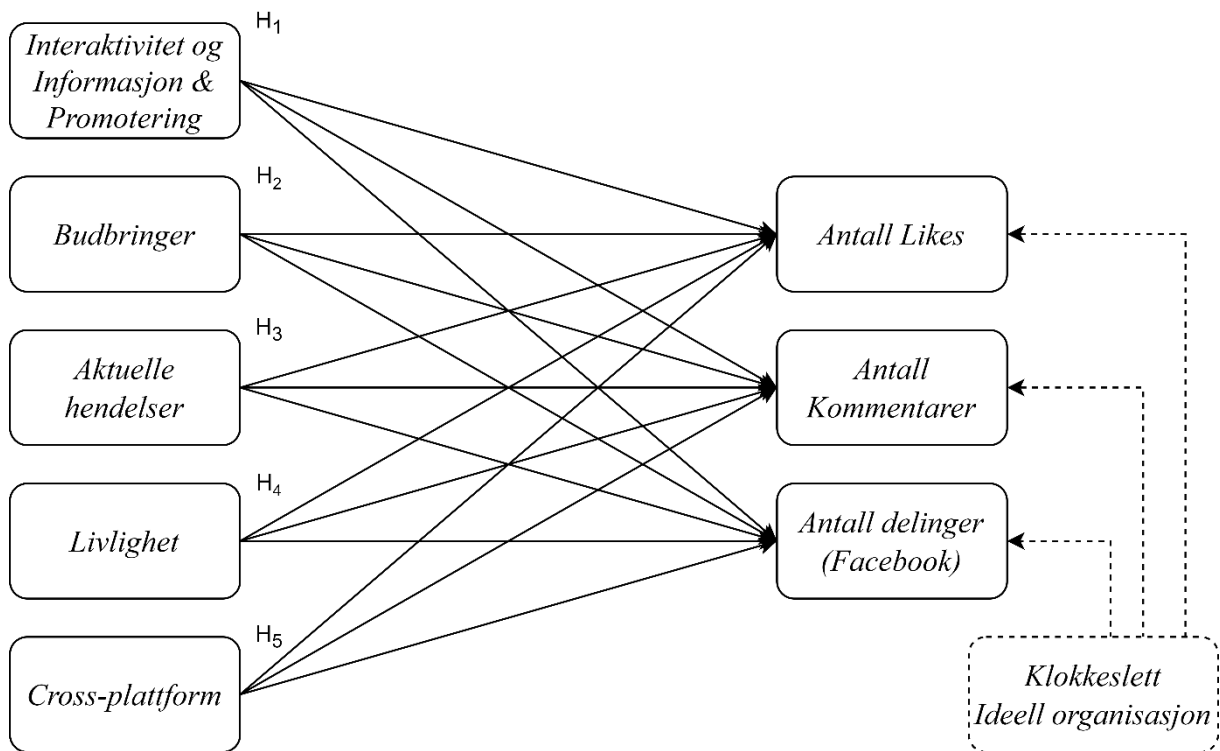 H₁
Interaktivitet og
Informasjon &
Promotering
H₂
Budbringer
Antall Likes
H₃
Aktuelle
hendelser
Antall
Kommentarer
H₄
Livlighet
Antall delinger
(Facebook)
H₅
Cross-plattform
Klokkeslett
Ideell organisasjon